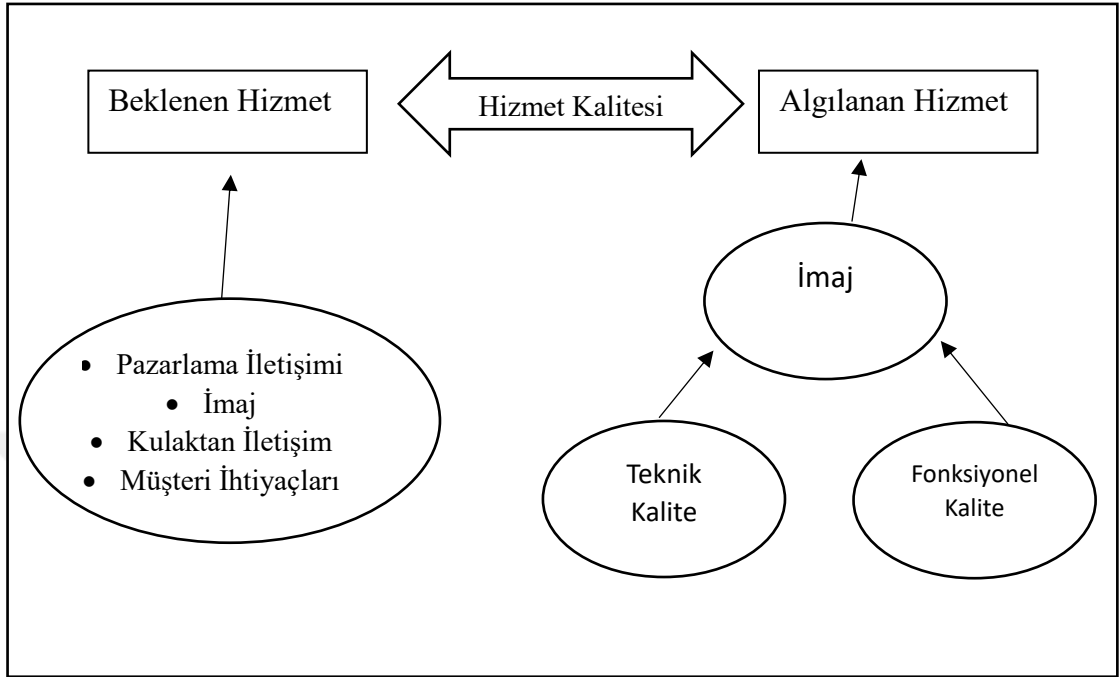 Beklenen Hizmet
Hizmet Kalitesi
Algılanan Hizmet
İmaj
• Pazarlama İletişimi
• İmaj
• Kulaktan İletişim
• Müşteri İhtiyaçları
Teknik
Kalite
Fonksiyonel
Kalite